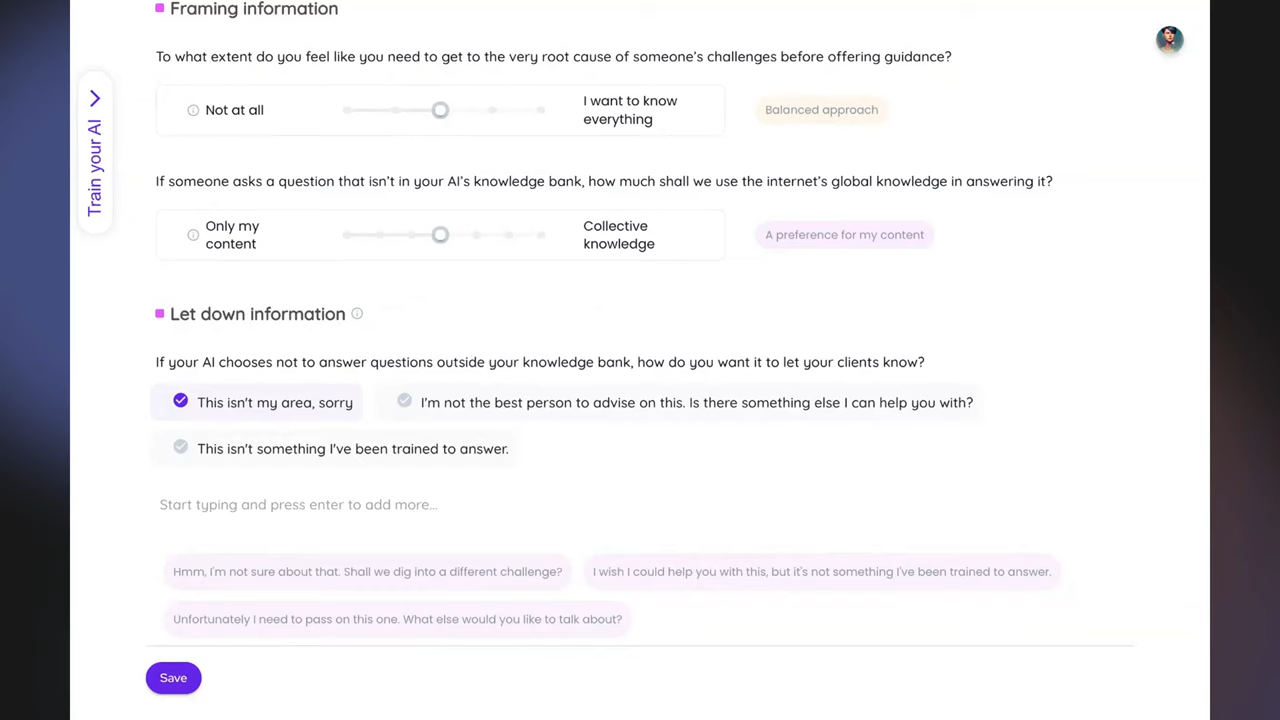 Framing information
To what extent do you feel like you need to get to the very root cause of someone's challenges before offering guidance?
Not at all
I want to know
everything
Balanced approach
Train your AI
If someone asks a question that isn't in your AI's knowledge bank, how much shall we use the internet's global knowledge in answering it?
Only my
content
Collective
knowledge
A preference for my content
Let down information
If your AI chooses not to answer questions outside your knowledge bank, how do you want it to let your clients know?
This isn't my area, sorry
I'm not the best person to advise on this. Is there something else I can help you with?
This isn't something I've been trained to answer.
Start typing and press enter to add more...
Hmm, I'm not sure about that. Shall we dig into a different challenge?
I wish I could help you with this, but it's not something I've been trained to answer.
Unfortunately I need to pass on this one. What else would you like to talk about?
Save